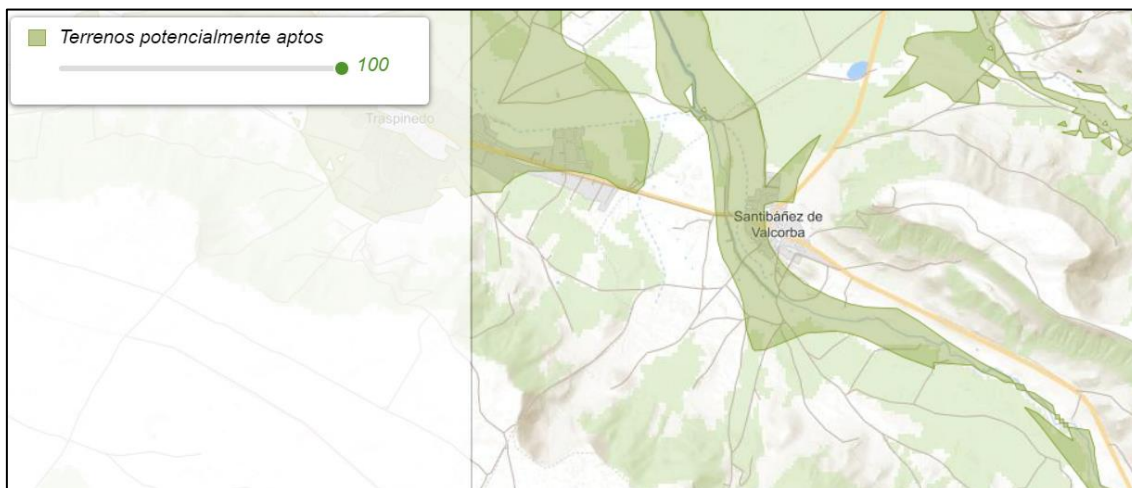 Terrenos potencialmente aptos
100
Traspinedo
Santibáñez de
Valcorba